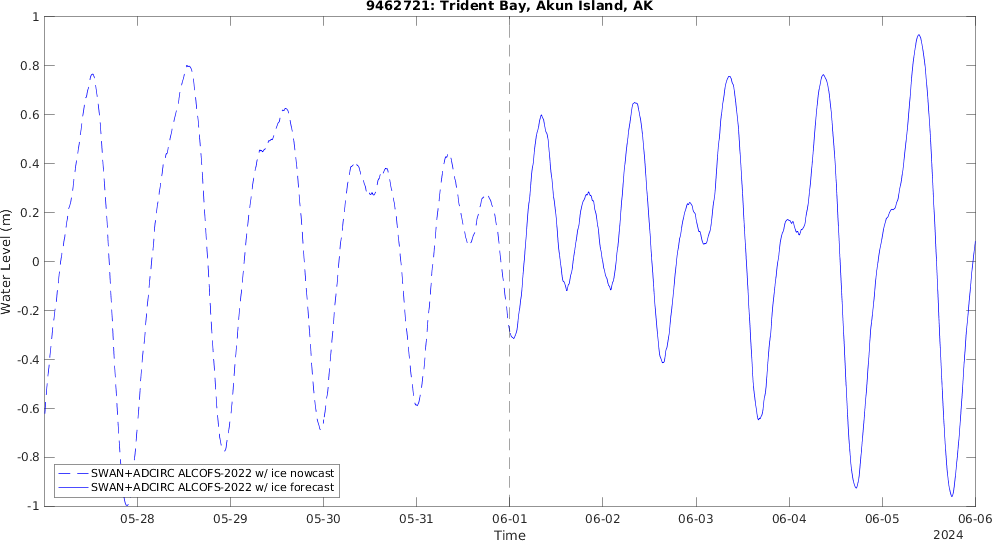 9462721: Trident Bay, Akun Island, AK
1
0.8
0.6
0.4
0.2
0
-0.2
-0.4
-0.6
-0.8
-1
Water Level (m)
SWAN+ADCIRC ALCOFS-2022 w/ ice nowcast
SWAN+ADCIRC ALCOFS-2022 w/ ice forecast
05-28 05-29 05-30 05-31 06-01 06-02 06-03 06-04 06-05 06-06
Time
2024